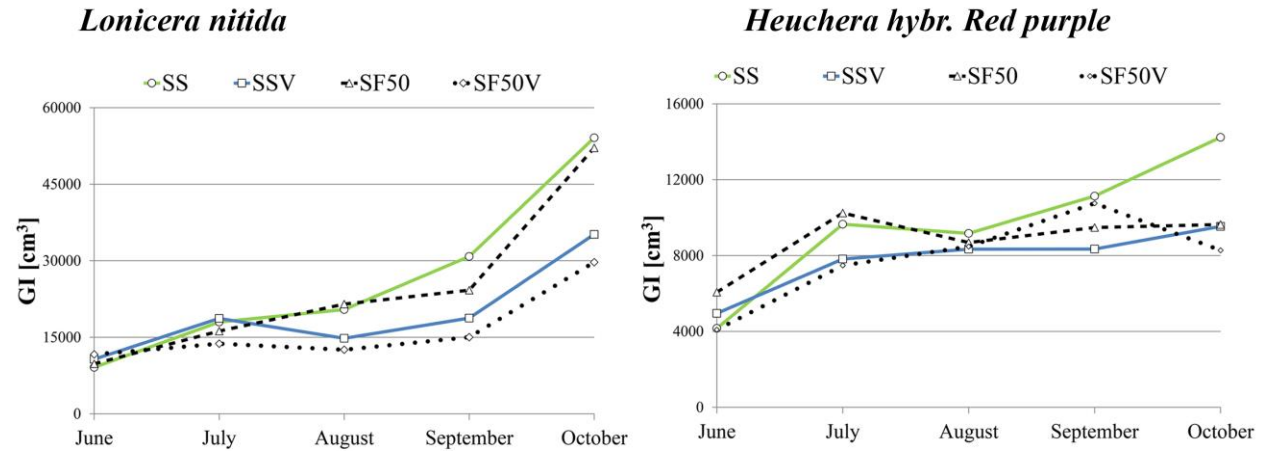 Lonicera nitida
SS SSV SF50 SF50V
60000
45000
30000
15000
0
GI [cm³]
June July August September October
Heuchera hybr. Red purple
SS SSV SF50 SF50V
16000
12000
8000
4000
0
GI [cm³]
June July August September October